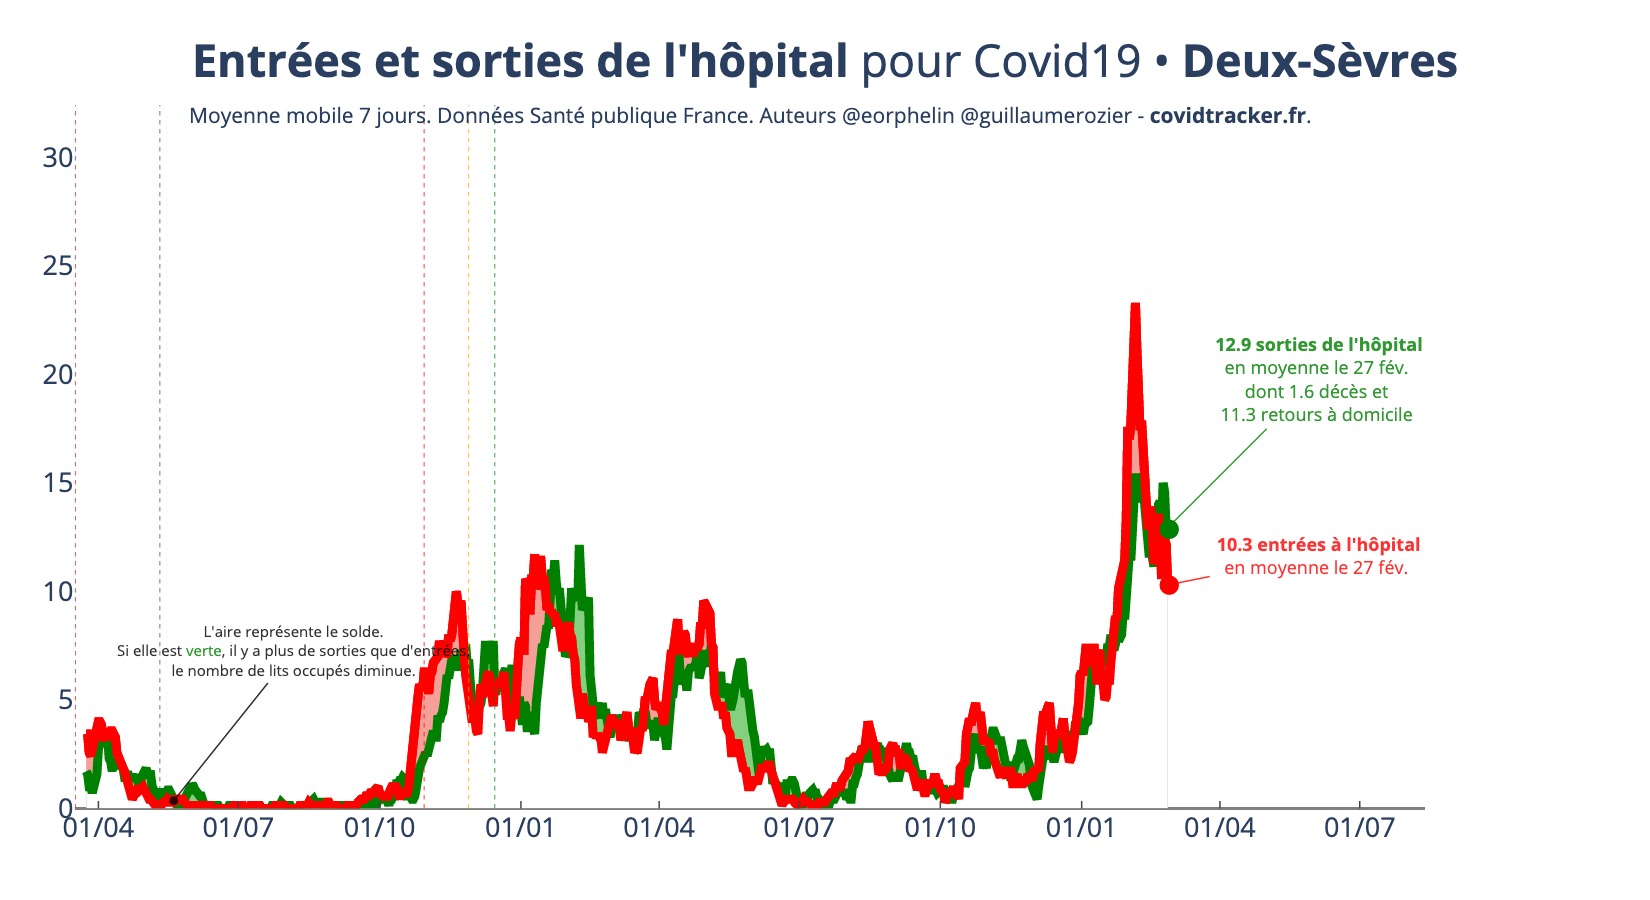 Entrées et sorties de l'hôpital pour Covid19 • Deux-Sèvres
Moyenne mobile 7 jours. Données Santé publique France. Auteurs @eorphelin @guillaumerozier - covidtracker.fr.
30
25
20
15
10
5
0
12.9 sorties de l'hôpital
en moyenne le 27 fév.
dont 1.6 décès et
11.3 retours à domicile
10.3 entrées à l'hôpital
en moyenne le 27 fév.
L'aire représente le solde.
Si elle est verte, il y a plus de sorties que d'entrées,
le nombre de lits occupés diminue.
01/04 01/07 01/10 01/01 01/04 01/07 01/10 01/01 01/04 01/07